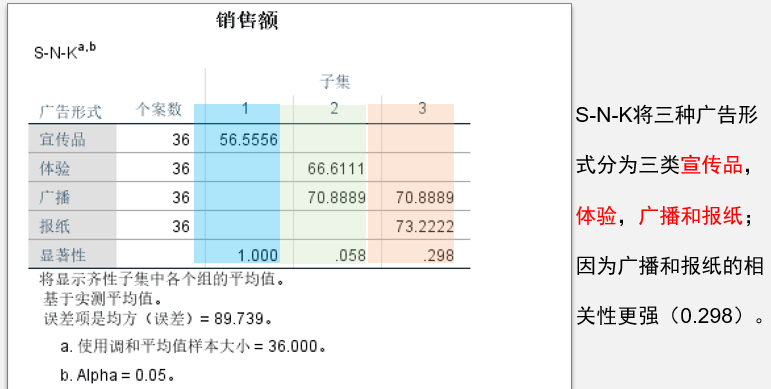 销售额
S-N-Ka,b
子集
广告形式 个案数 1 2 3
宣传品 36 56.5556
体验 36 66.6111
广播 36 70.8889 70.8889
报纸 36 73.2222
显著性 1.000 .058 .298
将显示齐性子集中各个组的平均值。
基于实测平均值。
误差项是均方（误差）= 89.739。
a. 使用调和平均值样本大小 = 36.000。
b. Alpha = 0.05。
S-N-K将三种广告形
式分为三类宣传品，
体验，广播和报纸；
因为广播和报纸的相
关性更强（0.298）。